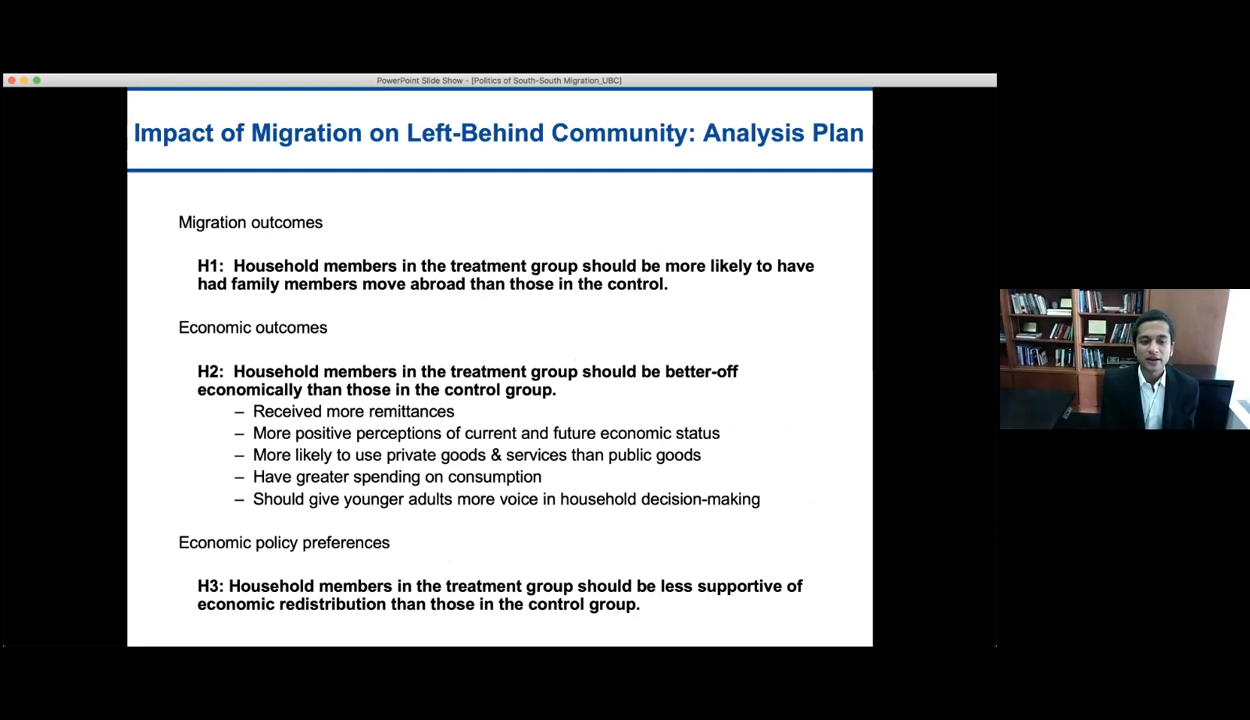 PowerPoint Slide Show - [Politics of South-South Migration_UBC]
Impact of Migration on Left-Behind Community: Analysis Plan
Migration outcomes
H1: Household members in the treatment group should be more likely to have
had family members move abroad than those in the control.
Economic outcomes
H2: Household members in the treatment group should be better-off
economically than those in the control group.
– Received more remittances
– More positive perceptions of current and future economic status
– More likely to use private goods & services than public goods
– Have greater spending on consumption
– Should give younger adults more voice in household decision-making
Economic policy preferences
H3: Household members in the treatment group should be less supportive of
economic redistribution than those in the control group.